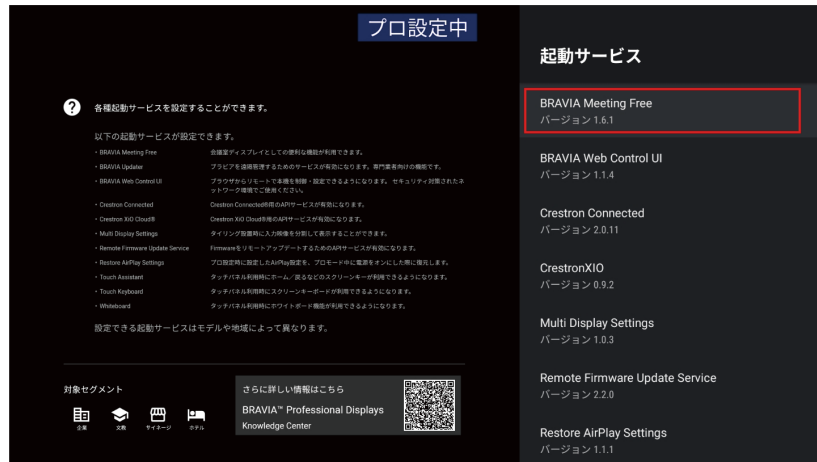 プロ設定中
各種起動サービスを設定することができます。
以下の起動サービスが設定できます。
・BRAVIA Meeting Free 会議室ディスプレイとしての便利な機能が利用できます。
・BRAVIA Updater ブラビアを遠隔管理するためのサービスが有効になります。専門業者向けの機能です。
・BRAVIA Web Control UI ブラウザからリモートで本機を制御・設定できるようになります。 セキュリティ対策されたネ
ットワーク環境でご使用ください。
・Crestron Connected Crestron Connected®用のAPIサービスが有効になります。
・Crestron XiO Cloud® Crestron XiO Cloud®用のAPIサービスが有効になります。
・Multi Display Settings タイリング設置時に入力映像を分割して表示することができます。
・Remote Firmware Update Service Firmwareをリモートアップデートするための​APIサービスが有効になります。
・Restore AirPlay Settings プロ設定時に設定したAirPlay設定を、プロモード中に電源をオンにした際に復元します。
・Touch Assistant タッチパネル利用時にホーム／戻るなどのスクリーンキーが利用できるようになります。
・Touch Keyboard タッチパネル利用時にスクリーンキーボードが利用できるようになります。
・Whiteboard タッチパネル利用時にホワイトボード機能が利用できるようになります。
設定できる起動サービスはモデルや地域によって異なります。
対象セグメント
企業 文教 サイネージ ホテル
さらに詳しい情報はこちら
BRAVIA™ Professional Displays
Knowledge Center
起動サービス
BRAVIA Meeting Free
バージョン 1.6.1
BRAVIA Web Control UI
バージョン 1.1.4
Crestron Connected
バージョン 2.0.11
CrestronXIO
バージョン 0.9.2
Multi Display Settings
バージョン 1.0.3
Remote Firmware Update Service
バージョン 2.2.0
Restore AirPlay Settings
バージョン 1.1.1